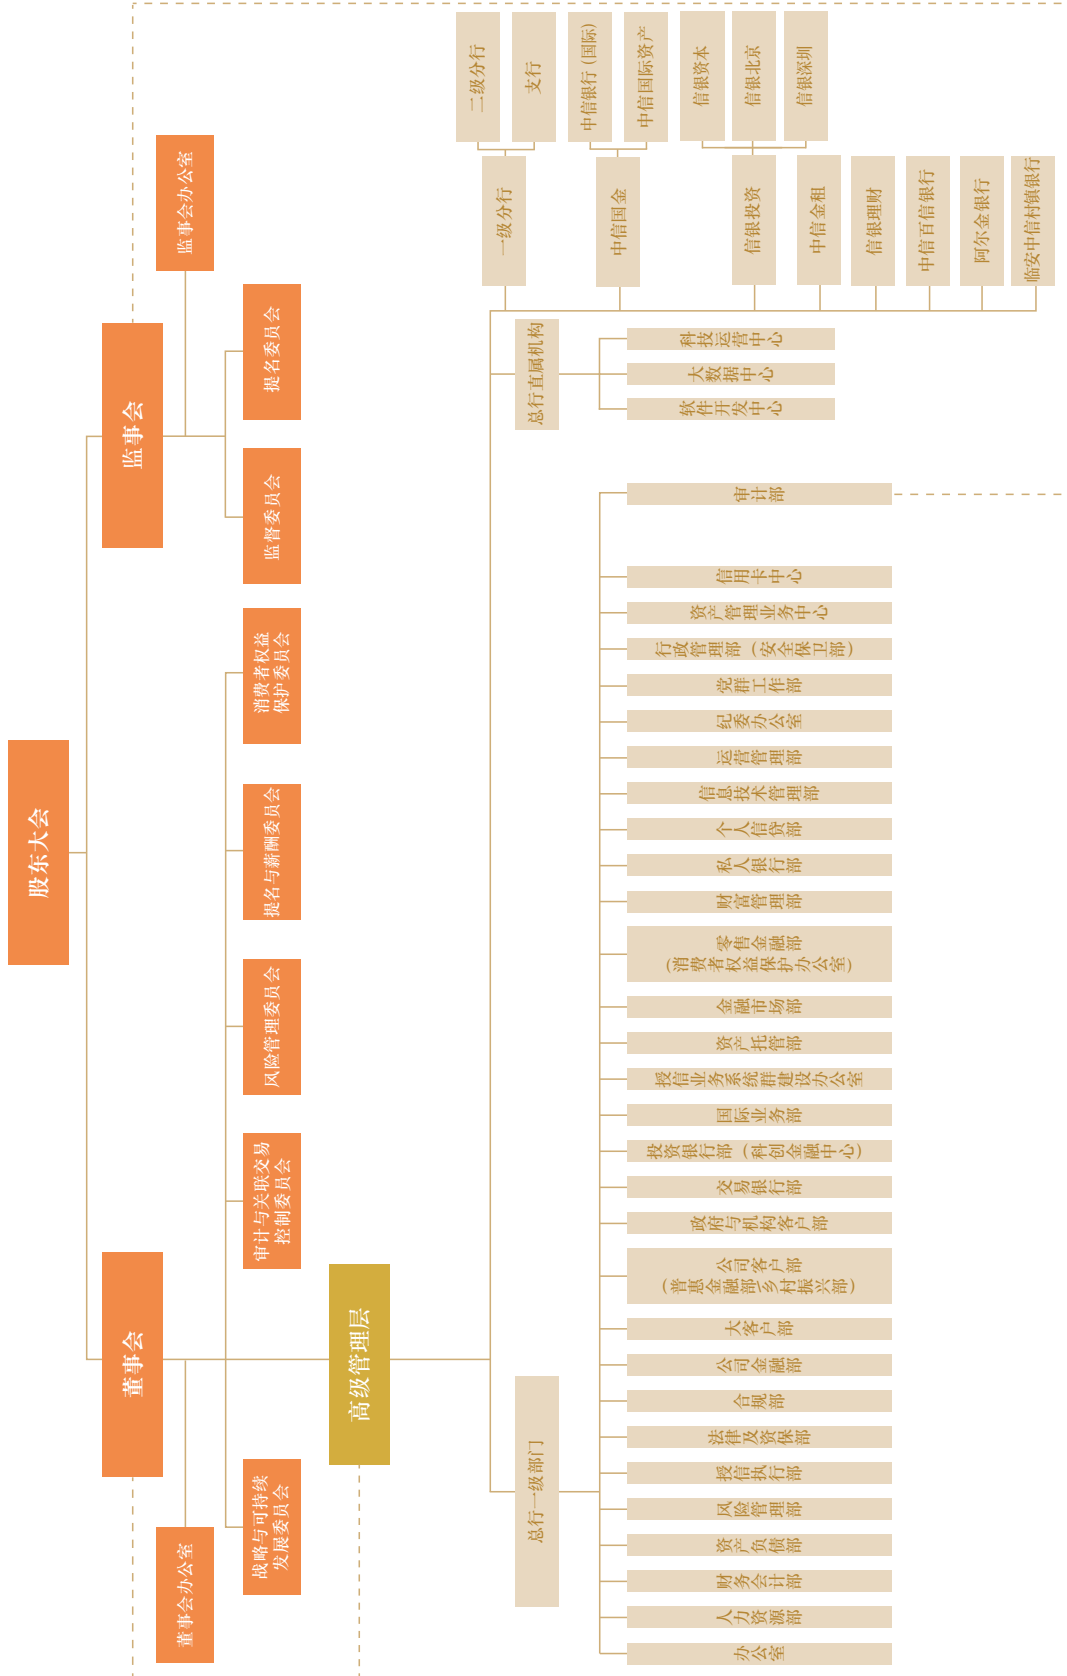 股东大会
董事会
监事会
董事会办公室
监事会办公室
战略与可持续
发展委员会
审计与关联交易
控制委员会
风险管理委员会
提名与薪酬委员会
消费者权益
保护委员会
监督委员会
提名委员会
高级管理层
总行一级部门
办公室
人力资源部
财务会计部
资产负债部
风险管理部
授信执行部
法律及资保部
合规部
公司金融部
大客户部
公司客户部
(普惠金融部/乡村振兴部)
政府与机构客户部
交易银行部
投资银行部(科创金融中心)
国际业务部
授信业务系统群建设办公室
资产托管部
金融市场部
零售金融部
(消费者权益保护办公室)
财富管理部
私人银行部
个人信贷部
信息技术管理部
运营管理部
纪委办公室
党群工作部
行政管理部(安全保卫部)
资产管理业务中心
信用卡中心
审计部
总行直属机构
软件开发中心
大数据中心
科技运营中心
一级分行
二级分行
支行
中信国金
中信银行(国际)
中信国际资产
信银投资
信银资本
信银北京
信银深圳
中信金租
信银理财
中信百信银行
阿尔金银行
临安中信村镇银行